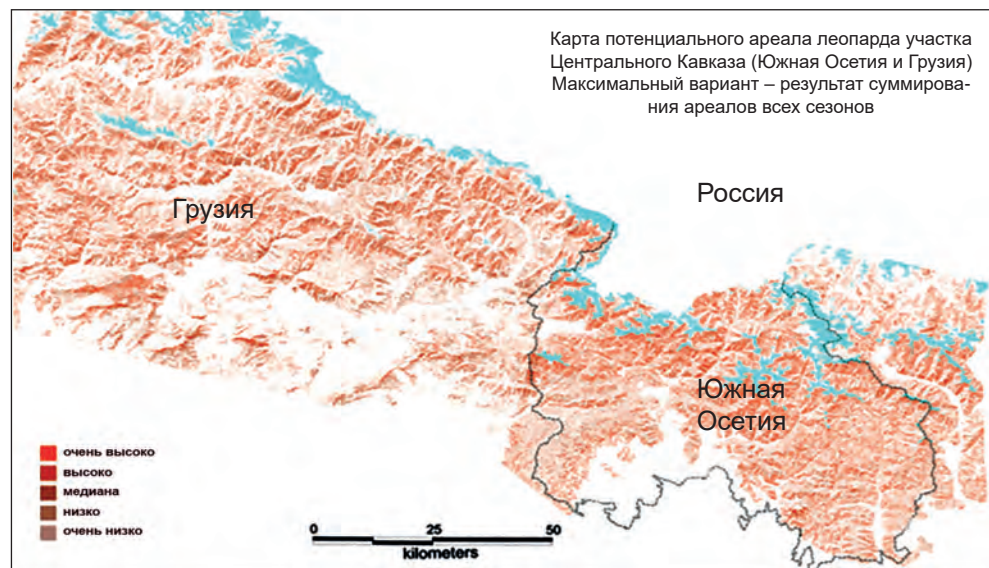 Карта потенциального ареала леопарда участка
Центрального Кавказа (Южная Осетия и Грузия)
Максимальный вариант – результат суммирова-
ния ареалов всех сезонов
Россия
Грузия
Южная
Осетия
очень высоко
высоко
медиана
низко
очень низко
0 25 50
kilometers